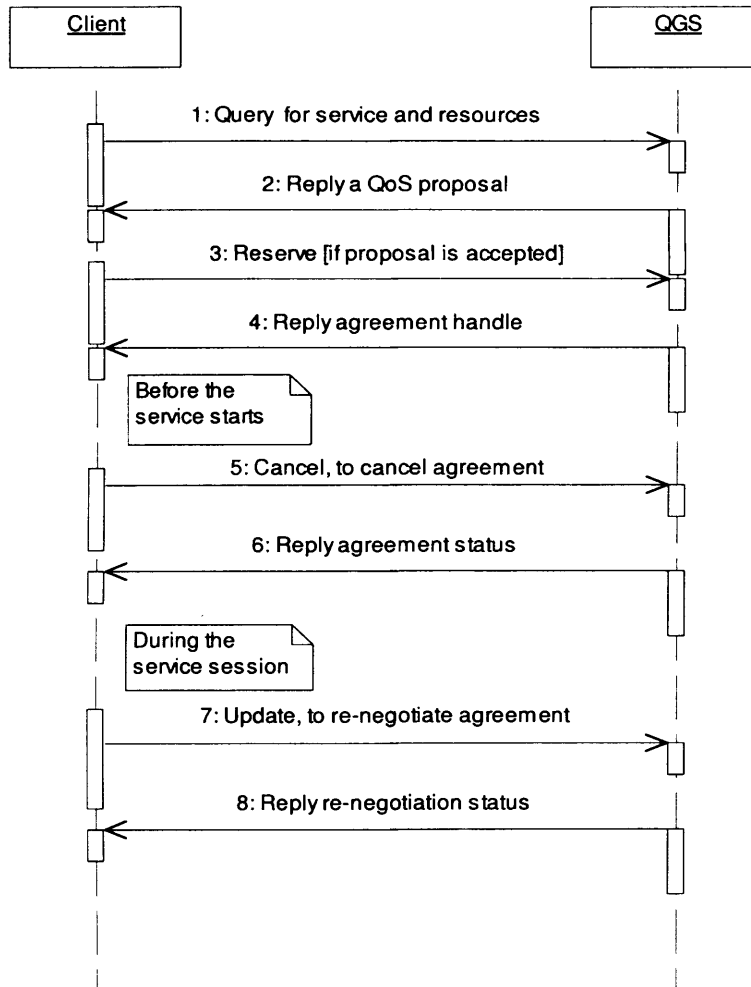 Client
QGS
1: Query for service and resources
2: Reply a QoS proposal
3: Reserve [if proposal is accepted]
4: Reply agreement handle
Before the
service starts
5: Cancel, to cancel agreement
6: Reply agreement status
During the
service session
7: Update, to re-negotiate agreement
8: Reply re-negotiation status